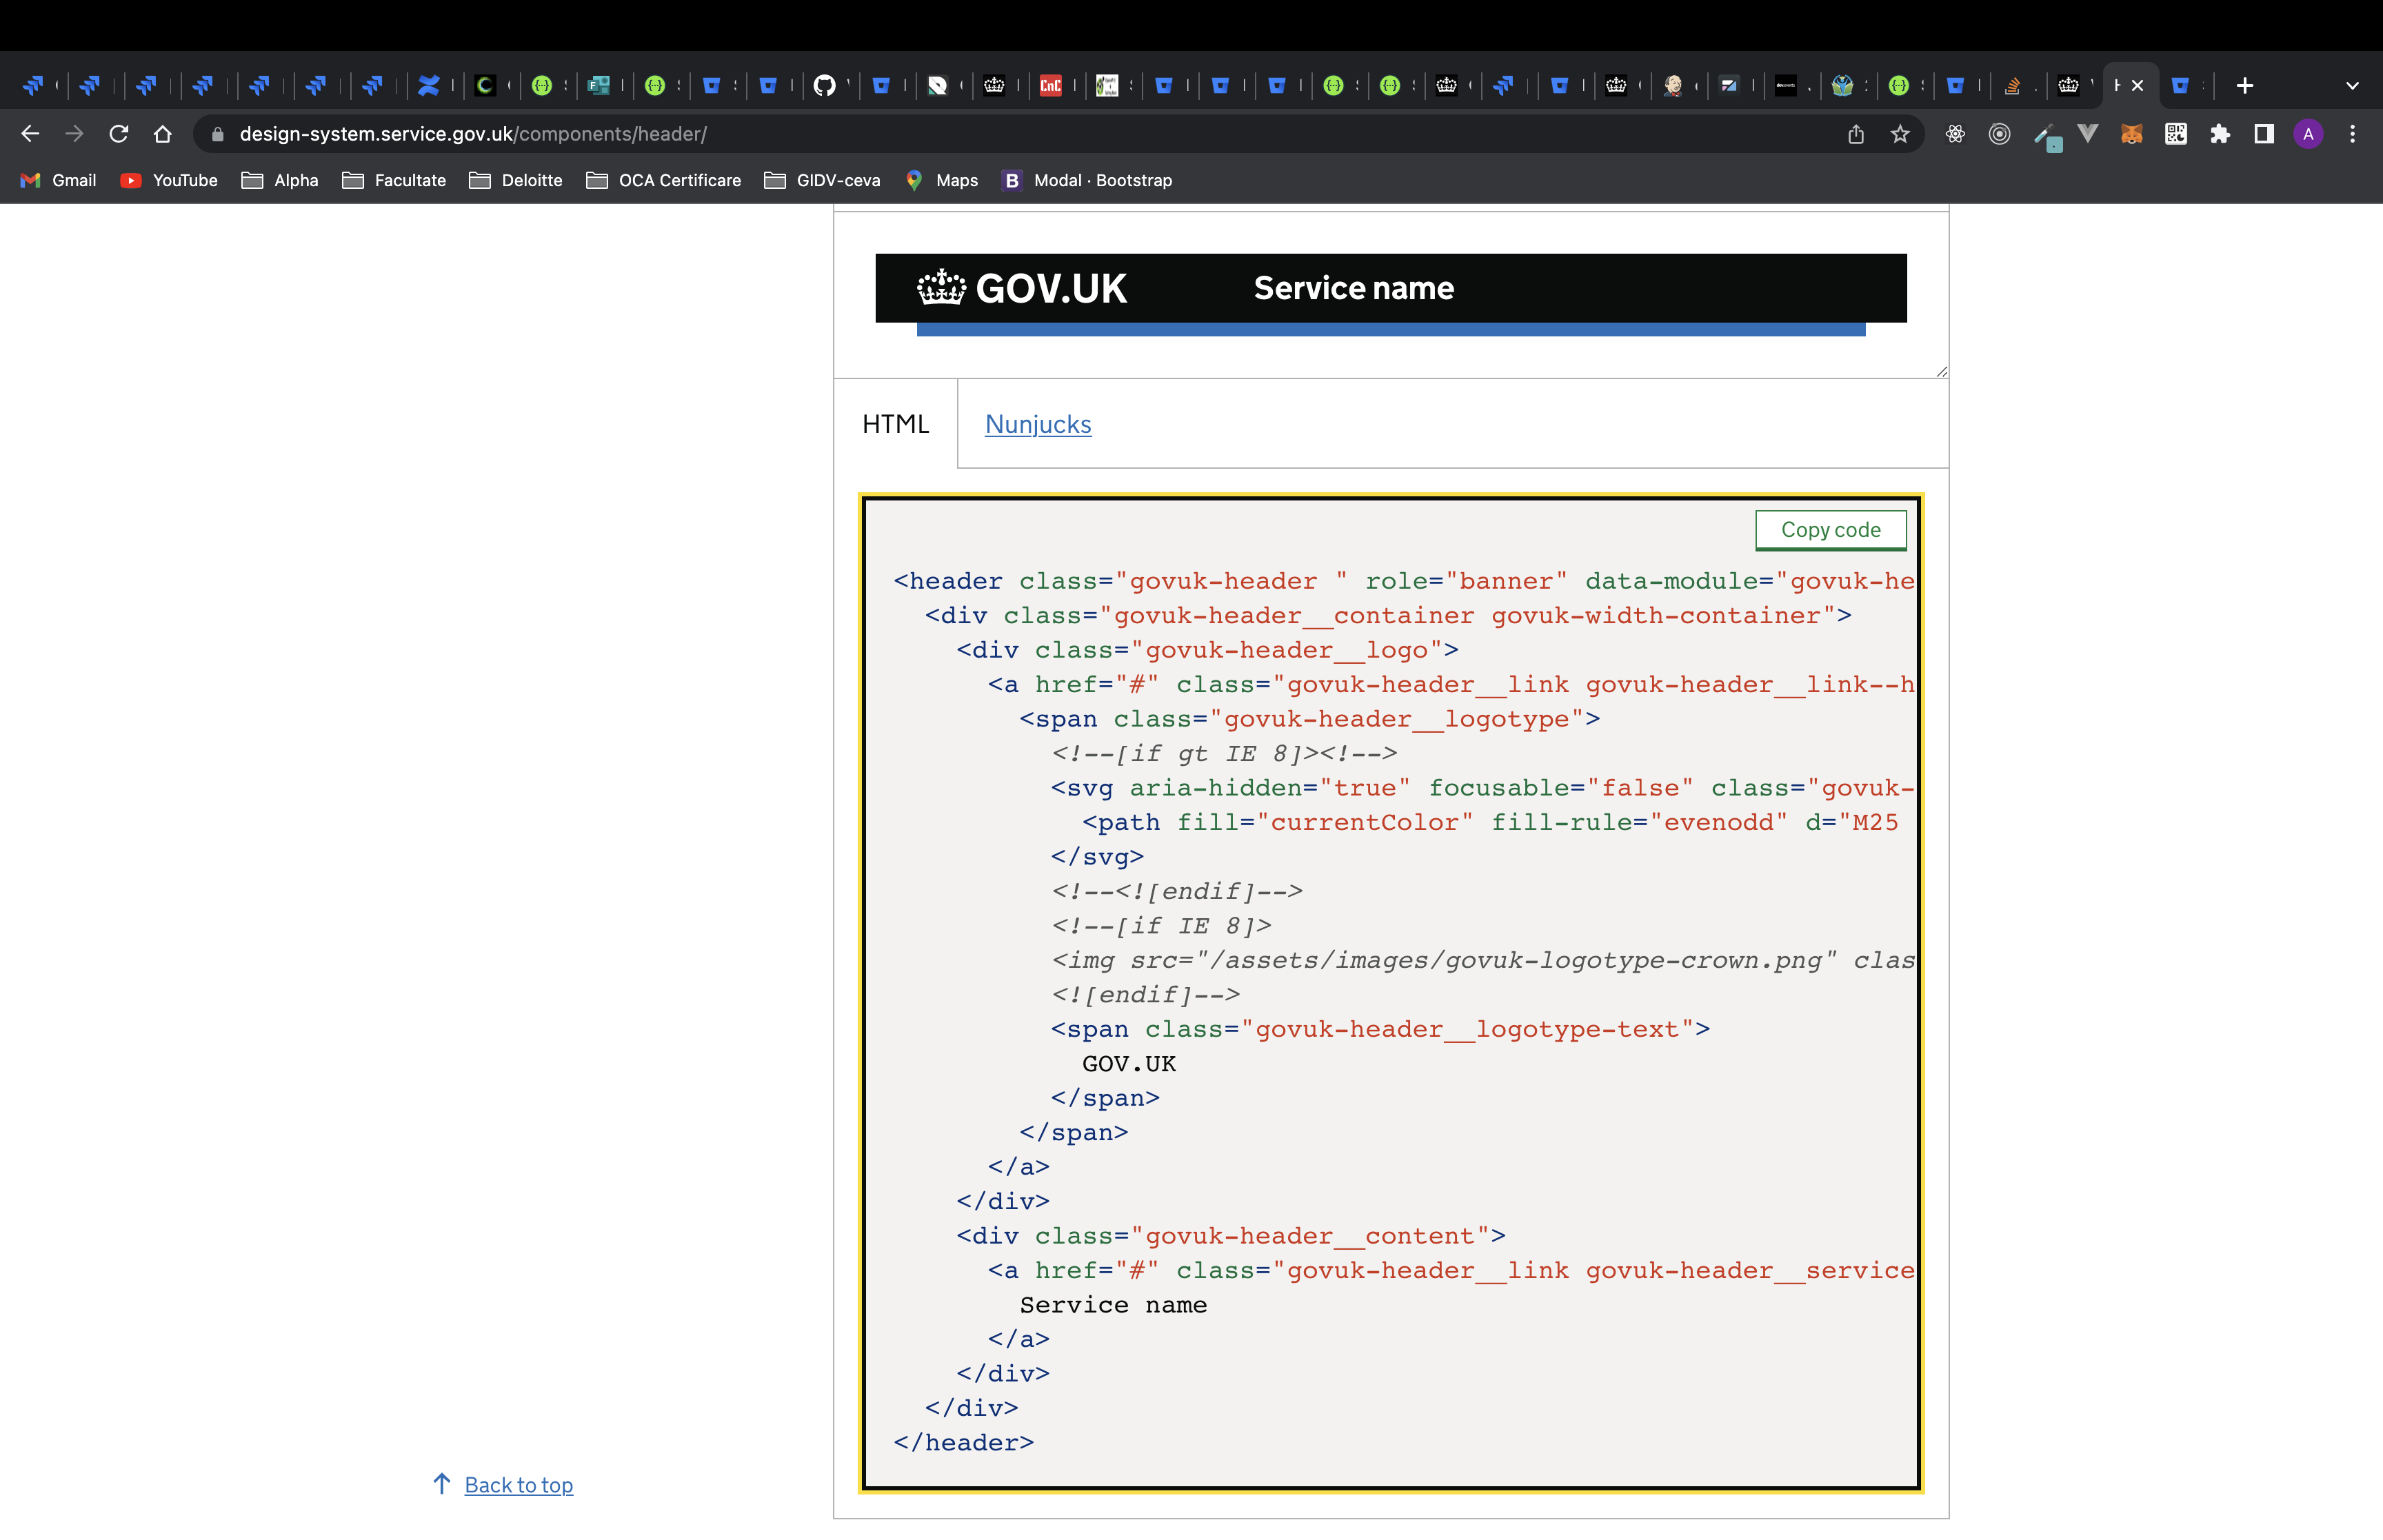 CnC
design-system.service.gov.uk/components/header/
A
Gmail YouTube Alpha Facultate Deloitte OCA Certificare GIDV-ceva Maps B Modal · Bootstrap
GOV.UK Service name
HTML Nunjucks
Copy code
<header class="govuk-header " role="banner" data-module="govuk-he
<div class="govuk-header__container govuk-width-container">
<div class="govuk-header__logo">
<a href="#" class="govuk-header__link govuk-header__link--h
<span class="govuk-header__logotype">
<!--[if gt IE 8]><!-->
<svg aria-hidden="true" focusable="false" class="govuk-
<path fill="currentColor" fill-rule="evenodd" d="M25
</svg>
<!--<![endif]-->
<!--[if IE 8]>
<img src="/assets/images/govuk-logotype-crown.png" clas
<![endif]-->
<span class="govuk-header__logotype-text">
GOV.UK
</span>
</span>
</a>
</div>
<div class="govuk-header__content">
<a href="#" class="govuk-header__link govuk-header__service
Service name
</a>
</div>
</div>
</header>
Back to top